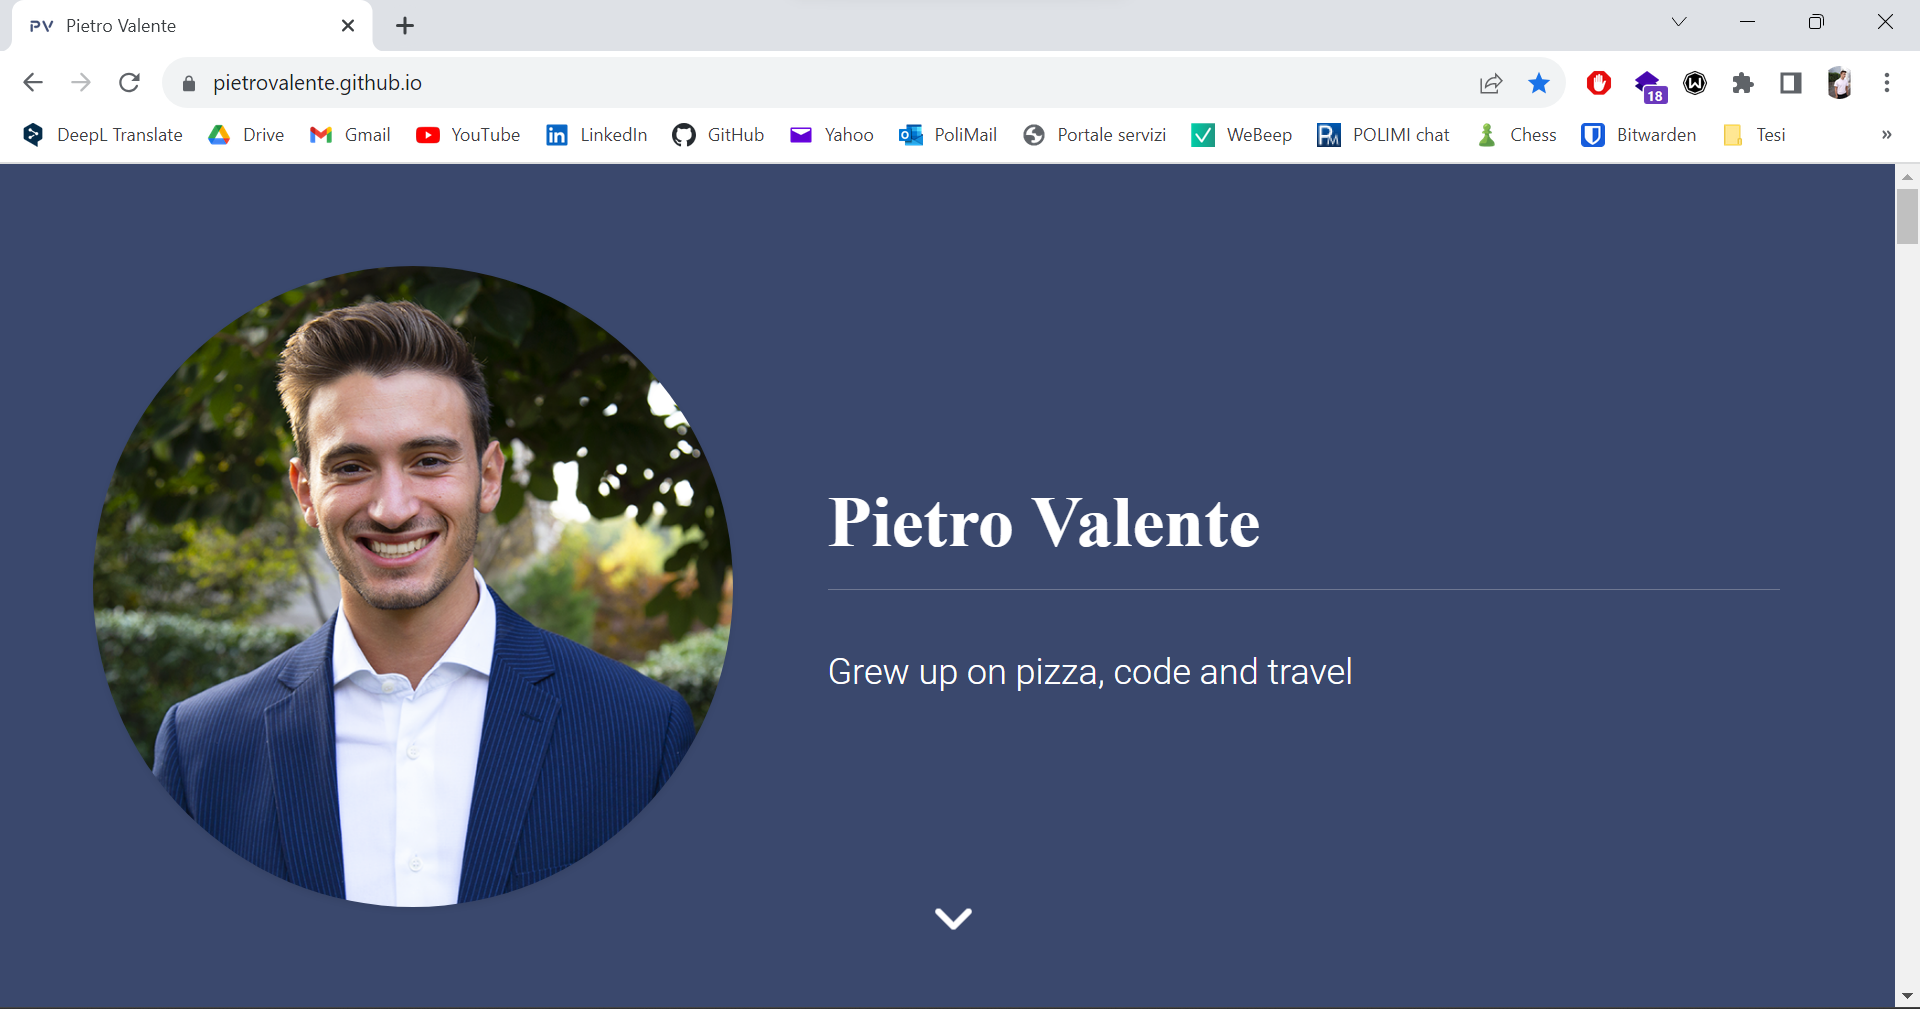 PV Pietro Valente
pietrovalente.github.io
18
DeepL Translate Drive Gmail YouTube LinkedIn GitHub Yahoo PoliMail Portale servizi WeBeep POLIMI chat Chess Bitwarden Tesi »
Pietro Valente
Grew up on pizza, code and travel